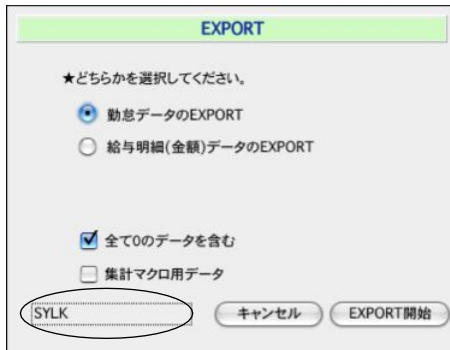 EXPORT
★どちらかを選択してください。
勤怠データのEXPORT
給与明細(金額)データのEXPORT
全て0のデータを含む
集計マクロ用データ
SYLK キャンセル EXPORT開始